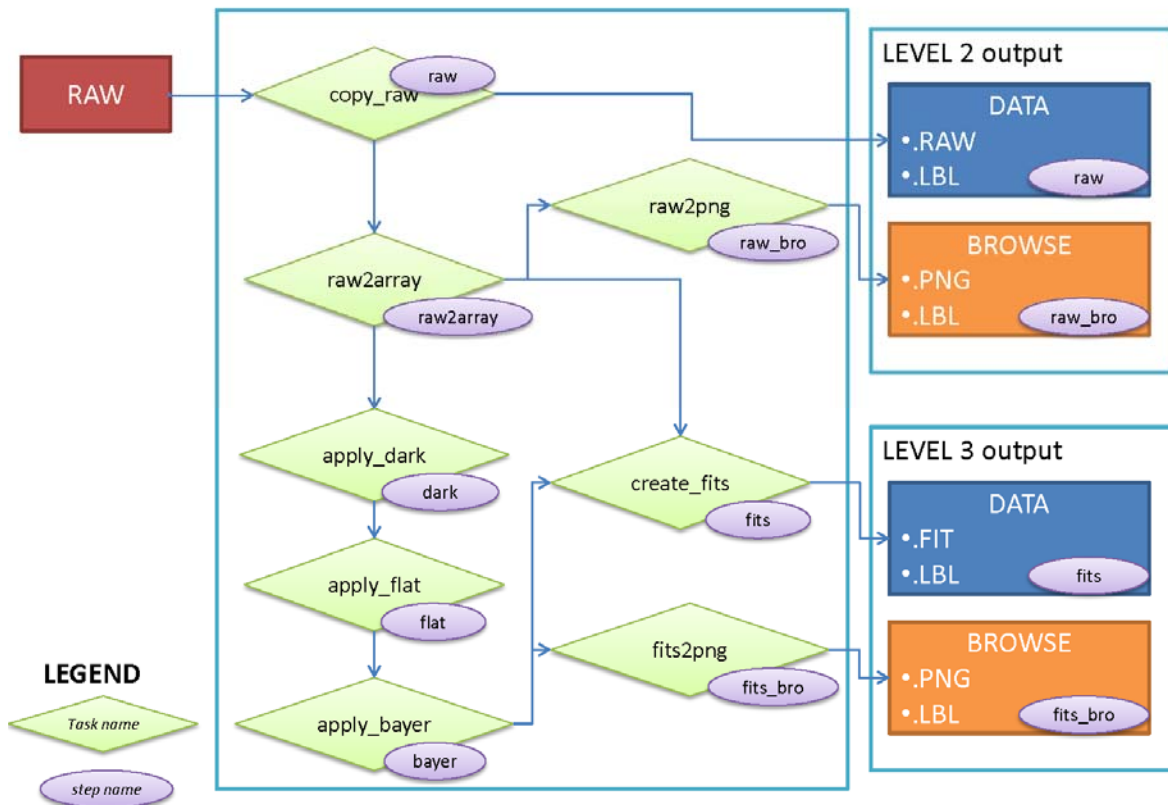 RAW
copy_raw
raw
raw2png
raw_bro
raw2array
raw2array
apply_dark
dark
create_fits
fits
apply_flat
flat
fits2png
fits_bro
apply_bayer
bayer
LEVEL 2 output
DATA
•.RAW
•.LBL
raw
BROWSE
•.PNG
•.LBL
raw_bro
LEVEL 3 output
DATA
•.FIT
•.LBL
fits
BROWSE
•.PNG
•.LBL
fits_bro
LEGEND
Task name
step name